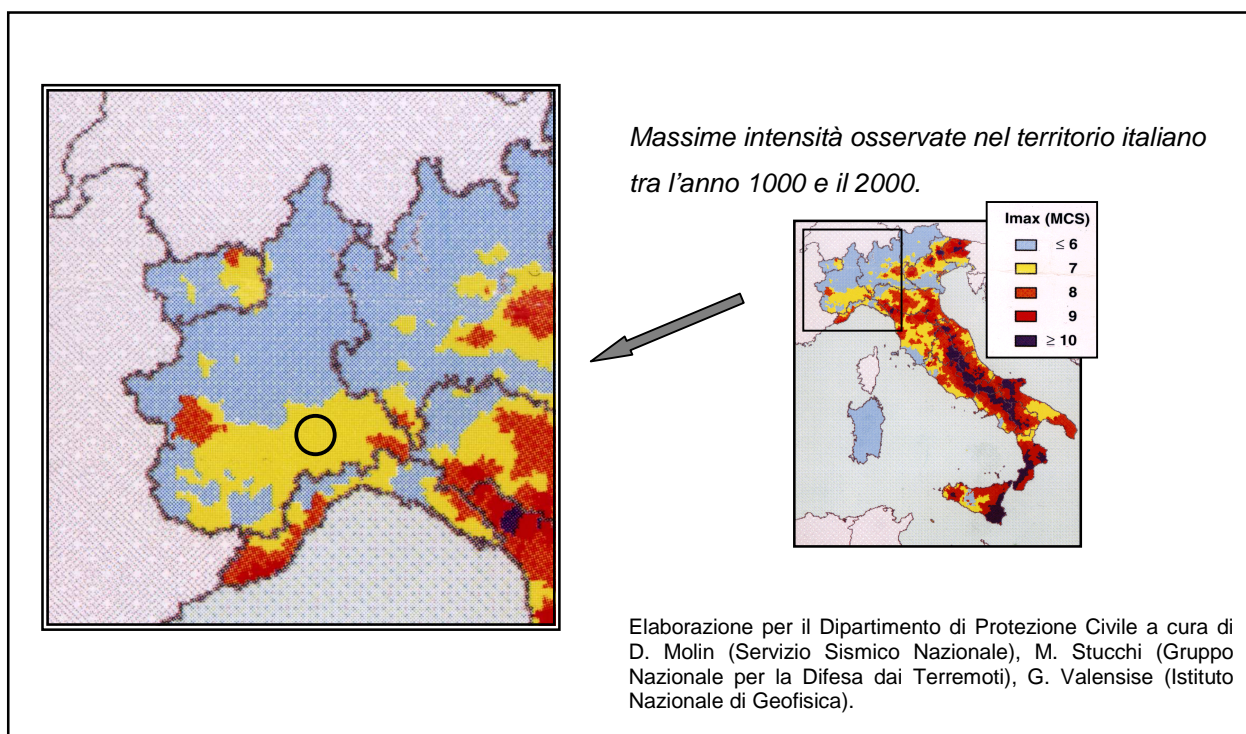 Massime intensità osservate nel territorio italiano
tra l'anno 1000 e il 2000.
Imax (MCS)
≤ 6
7
8
9
≥ 10
Elaborazione per il Dipartimento di Protezione Civile a cura di
D. Molin (Servizio Sismico Nazionale), M. Stucchi (Gruppo
Nazionale per la Difesa dai Terremoti), G. Valensise (Istituto
Nazionale di Geofisica).